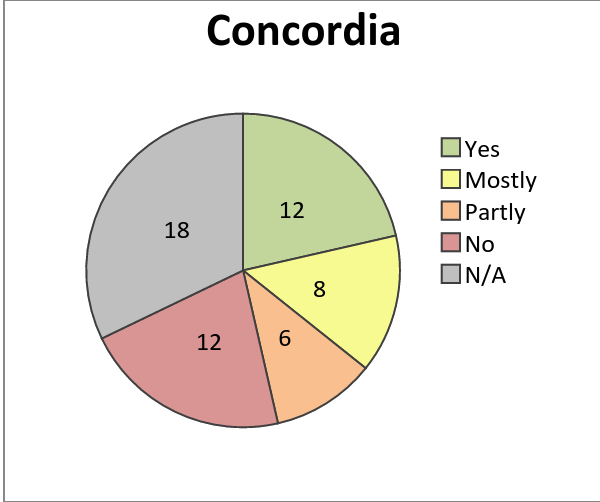 Concordia
12
8
6
12
18
Yes
Mostly
Partly
No
N/A